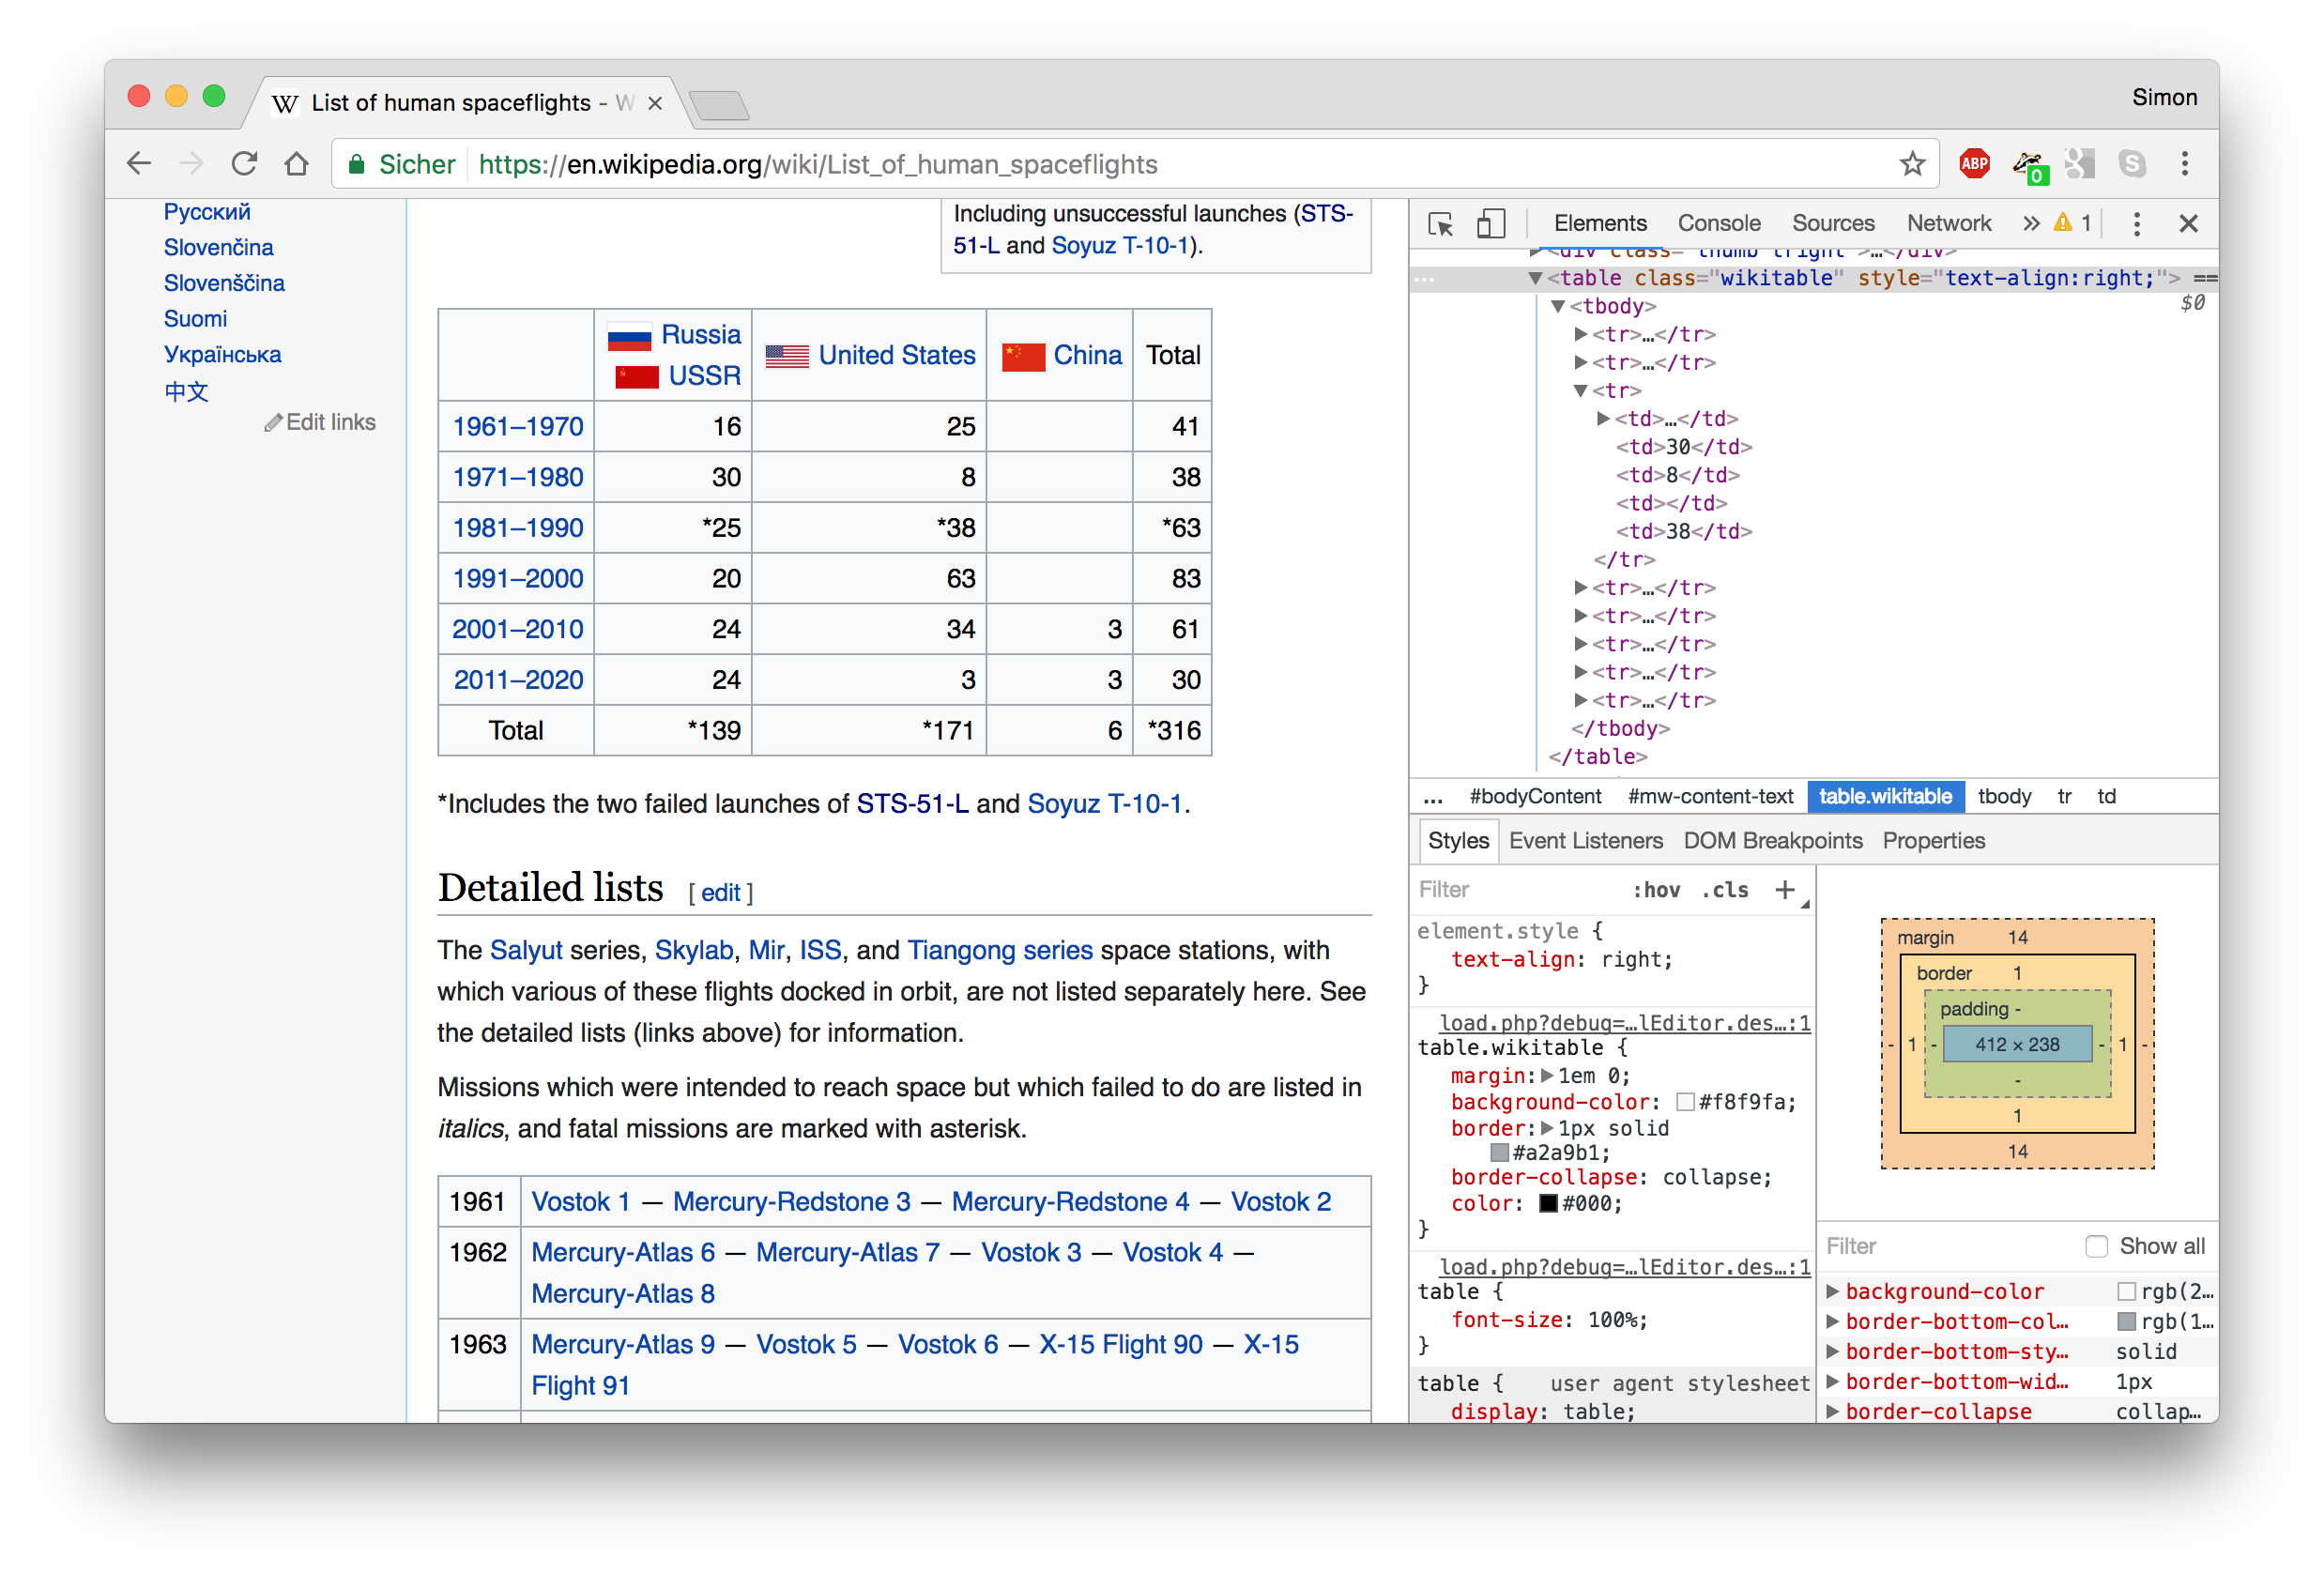 List of human spaceflights - W
Simon
Sicher
https://en.wikipedia.org/wiki/List_of_human_spaceflights
ABP
0
S
Русский
Slovenčina
Slovenščina
Suomi
Українська
中文
Edit links
Including unsuccessful launches (STS-
51-L and Soyuz T-10-1).
Russia
USSR
United States
China
Total
1961–1970 16 25 41
1971–1980 30 8 38
1981–1990 *25 *38 *63
1991–2000 20 63 83
2001–2010 24 34 3 61
2011–2020 24 3 3 30
Total *139 *171 6 *316
*Includes the two failed launches of STS-51-L and Soyuz T-10-1.
Detailed lists [ edit ]
The Salyut series, Skylab, Mir, ISS, and Tiangong series space stations, with
which various of these flights docked in orbit, are not listed separately here. See
the detailed lists (links above) for information.
Missions which were intended to reach space but which failed to do are listed in
italics, and fatal missions are marked with asterisk.
1961 Vostok 1 — Mercury-Redstone 3 — Mercury-Redstone 4 — Vostok 2
1962 Mercury-Atlas 6 — Mercury-Atlas 7 — Vostok 3 — Vostok 4 —
Mercury-Atlas 8
1963 Mercury-Atlas 9 — Vostok 5 — Vostok 6 — X-15 Flight 90 — X-15
Flight 91
Elements Console Sources Network » 1
<div class="thumb tright">…</div>
… <table class="wikitable" style="text-align:right;"> ==
$0
<tbody>
<tr>…</tr>
<tr>…</tr>
<tr>
<td>…</td>
<td>30</td>
<td>8</td>
<td></td>
<td>38</td>
</tr>
<tr>…</tr>
<tr>…</tr>
<tr>…</tr>
<tr>…</tr>
<tr>…</tr>
</tbody>
</table>
… #bodyContent #mw-content-text table.wikitable tbody tr td
Styles Event Listeners DOM Breakpoints Properties
Filter :hov .cls +
element.style {
text-align: right;
}
load.php?debug=…lEditor.des…:1
table.wikitable {
margin: 1em 0;
background-color: #f8f9fa;
border: 1px solid
#a2a9b1;
border-collapse: collapse;
color: #000;
}
load.php?debug=…lEditor.des…:1
table {
font-size: 100%;
}
table { user agent stylesheet
display: table;
margin 14
border 1
padding -
- 1 - 412 × 238 - 1 -
-
1
14
Filter Show all
background-color rgb(2…
border-bottom-col… rgb(1…
border-bottom-sty… solid
border-bottom-wid… 1px
border-collapse collap…